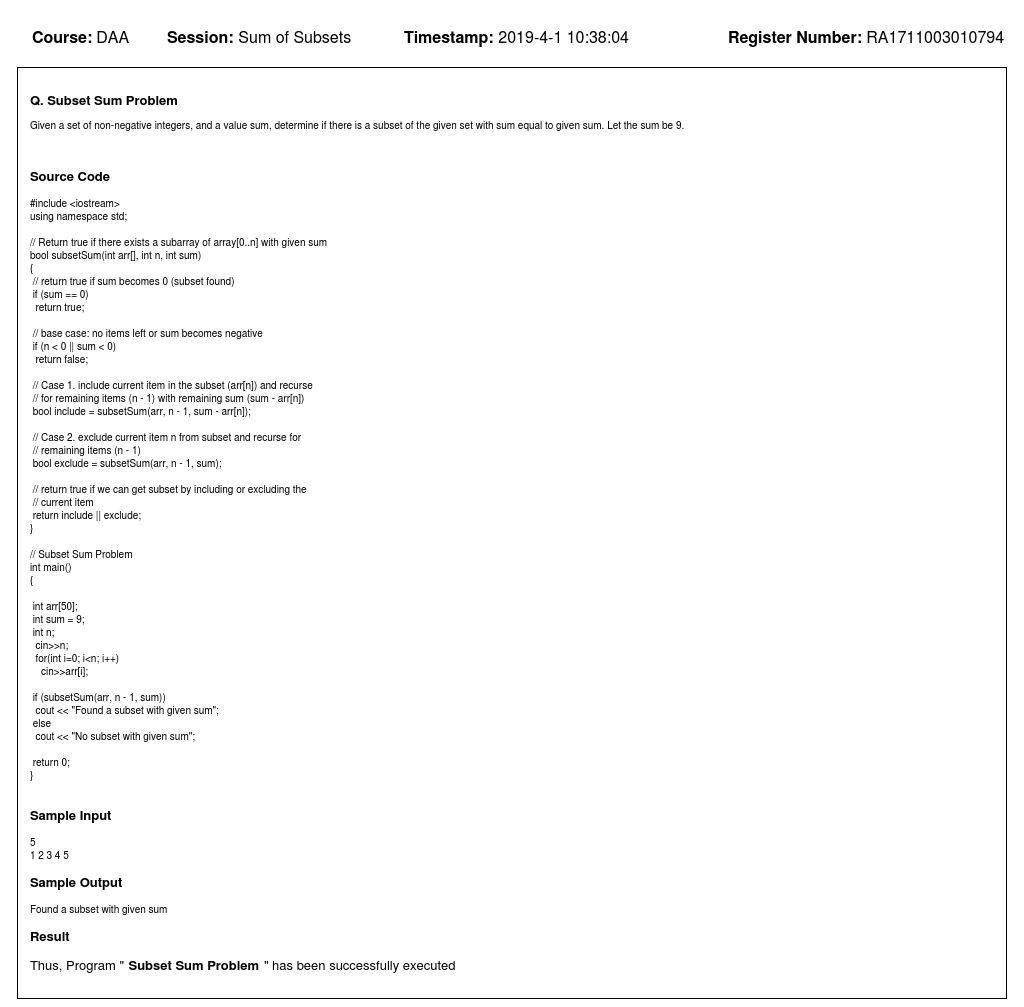 Course: DAA Session: Sum of Subsets Timestamp: 2019-4-1 10:38:04 Register Number: RA1711003010794
Q. Subset Sum Problem
Given a set of non-negative integers, and a value sum, determine if there is a subset of the given set with sum equal to given sum. Let the sum be 9.
Source Code
#include <iostream>
using namespace std;
// Return true if there exists a subarray of array[0..n] with given sum
bool subsetSum(int arr[], int n, int sum)
{
// return true if sum becomes 0 (subset found)
if (sum == 0)
return true;
// base case: no items left or sum becomes negative
if (n < 0 || sum < 0)
return false;
// Case 1. include current item in the subset (arr[n]) and recurse
// for remaining items (n - 1) with remaining sum (sum - arr[n])
bool include = subsetSum(arr, n - 1, sum - arr[n]);
// Case 2. exclude current item n from subset and recurse for
// remaining items (n - 1)
bool exclude = subsetSum(arr, n - 1, sum);
// return true if we can get subset by including or excluding the
// current item
return include || exclude;
}
// Subset Sum Problem
int main()
{
int arr[50];
int sum = 9;
int n;
cin>>n;
for(int i=0; i<n; i++)
cin>>arr[i];
if (subsetSum(arr, n - 1, sum))
cout << "Found a subset with given sum";
else
cout << "No subset with given sum";
return 0;
}
Sample Input
5
1 2 3 4 5
Sample Output
Found a subset with given sum
Result
Thus, Program " Subset Sum Problem " has been successfully executed